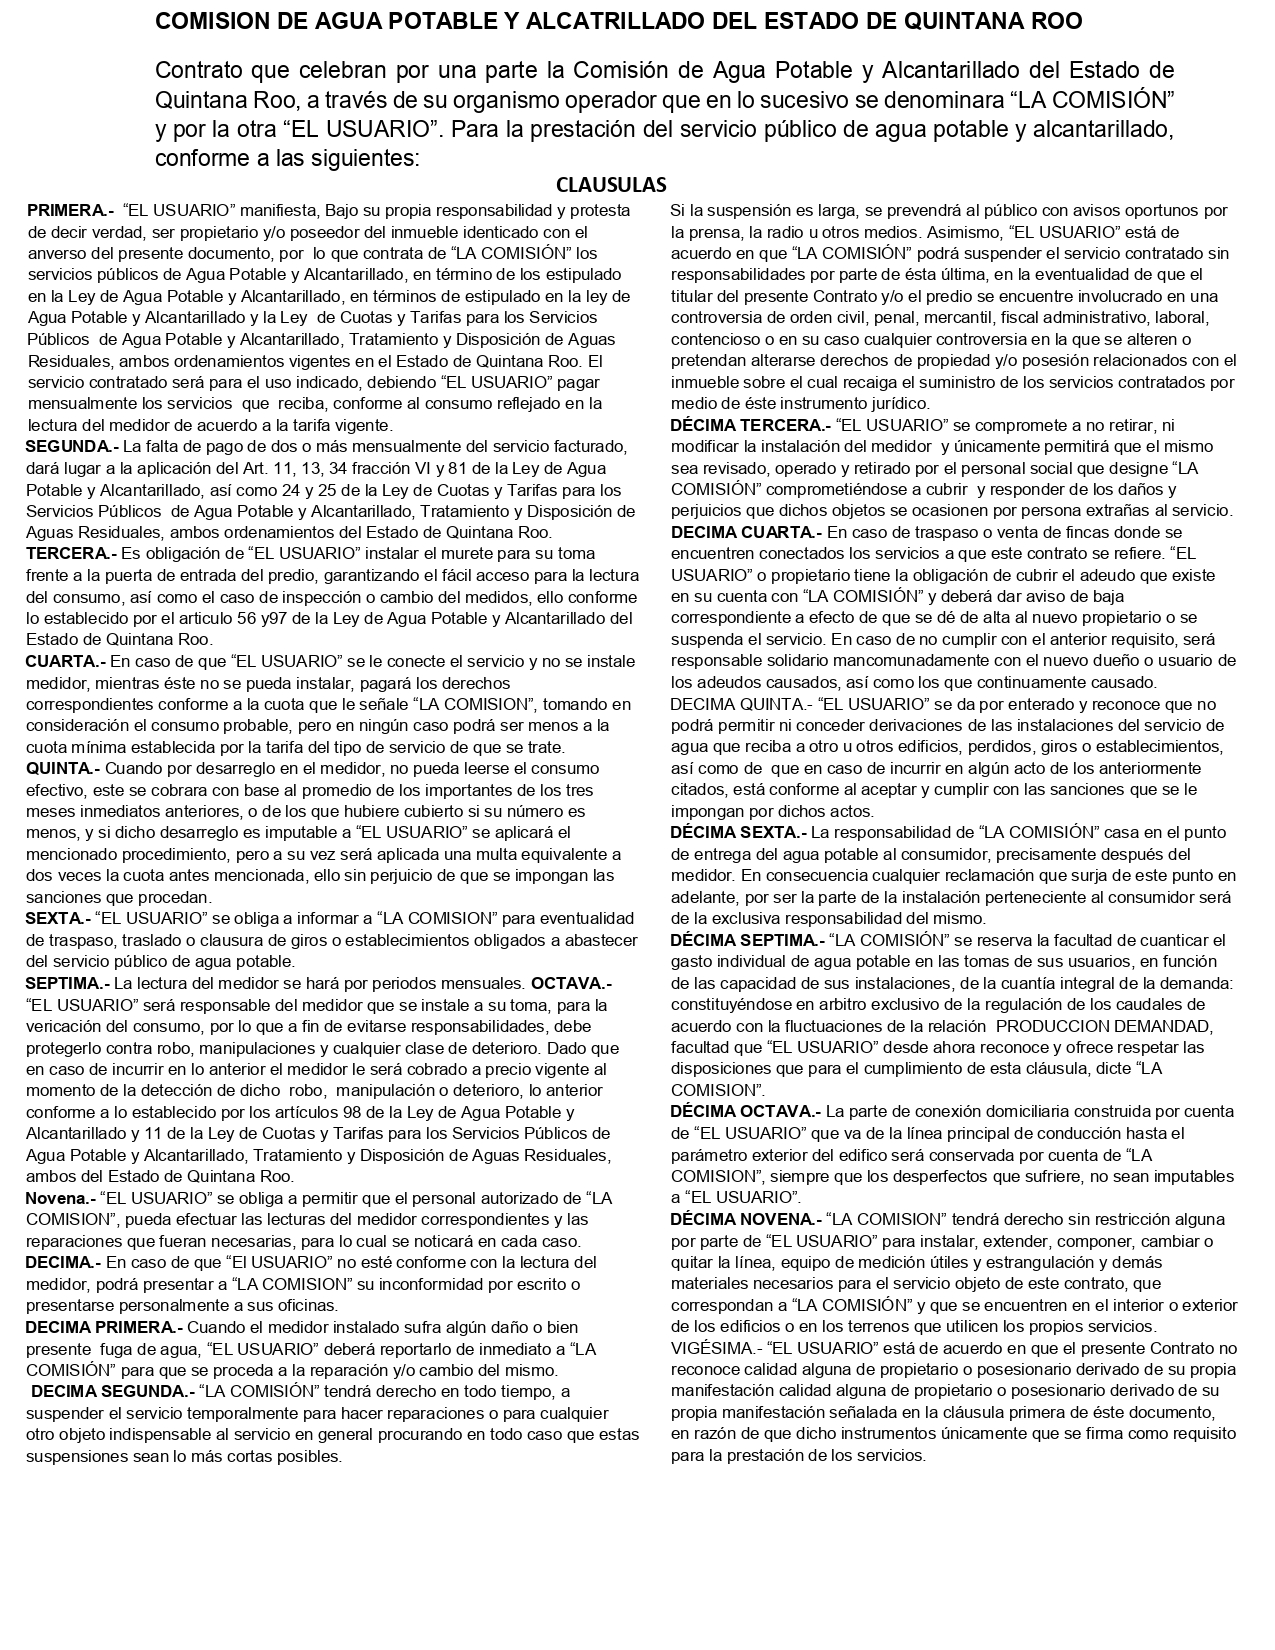 COMISION DE AGUA POTABLE Y ALCATRILLADO DEL ESTADO DE QUINTANA ROO
Contrato que celebran por una parte la Comisión de Agua Potable y Alcantarillado del Estado de
Quintana Roo, a través de su organismo operador que en lo sucesivo se denominara “LA COMISIÓN”
y por la otra “EL USUARIO”. Para la prestación del servicio público de agua potable y alcantarillado,
conforme a las siguientes:
CLAUSULAS
PRIMERA.- “EL USUARIO” manifiesta, Bajo su propia responsabilidad y protesta
de decir verdad, ser propietario y/o poseedor del inmueble identicado con el
anverso del presente documento, por lo que contrata de “LA COMISIÓN” los
servicios públicos de Agua Potable y Alcantarillado, en término de los estipulado
en la Ley de Agua Potable y Alcantarillado, en términos de estipulado en la ley de
Agua Potable y Alcantarillado y la Ley de Cuotas y Tarifas para los Servicios
Públicos de Agua Potable y Alcantarillado, Tratamiento y Disposición de Aguas
Residuales, ambos ordenamientos vigentes en el Estado de Quintana Roo. El
servicio contratado será para el uso indicado, debiendo “EL USUARIO” pagar
mensualmente los servicios que reciba, conforme al consumo reflejado en la
lectura del medidor de acuerdo a la tarifa vigente.
SEGUNDA.- La falta de pago de dos o más mensualmente del servicio facturado,
dará lugar a la aplicación del Art. 11, 13, 34 fracción VI y 81 de la Ley de Agua
Potable y Alcantarillado, así como 24 y 25 de la Ley de Cuotas y Tarifas para los
Servicios Públicos de Agua Potable y Alcantarillado, Tratamiento y Disposición de
Aguas Residuales, ambos ordenamientos del Estado de Quintana Roo.
TERCERA.- Es obligación de “EL USUARIO” instalar el murete para su toma
frente a la puerta de entrada del predio, garantizando el fácil acceso para la lectura
del consumo, así como el caso de inspección o cambio del medidos, ello conforme
lo establecido por el articulo 56 y97 de la Ley de Agua Potable y Alcantarillado del
Estado de Quintana Roo.
CUARTA.- En caso de que “EL USUARIO” se le conecte el servicio y no se instale
medidor, mientras éste no se pueda instalar, pagará los derechos
correspondientes conforme a la cuota que le señale “LA COMISION”, tomando en
consideración el consumo probable, pero en ningún caso podrá ser menos a la
cuota mínima establecida por la tarifa del tipo de servicio de que se trate.
QUINTA.- Cuando por desarreglo en el medidor, no pueda leerse el consumo
efectivo, este se cobrara con base al promedio de los importantes de los tres
meses inmediatos anteriores, o de los que hubiere cubierto si su número es
menos, y si dicho desarreglo es imputable a “EL USUARIO” se aplicará el
mencionado procedimiento, pero a su vez será aplicada una multa equivalente a
dos veces la cuota antes mencionada, ello sin perjuicio de que se impongan las
sanciones que procedan.
SEXTA.- “EL USUARIO” se obliga a informar a “LA COMISION” para eventualidad
de traspaso, traslado o clausura de giros o establecimientos obligados a abastecer
del servicio público de agua potable.
SEPTIMA.- La lectura del medidor se hará por periodos mensuales. OCTAVA.-
“EL USUARIO” será responsable del medidor que se instale a su toma, para la
vericación del consumo, por lo que a fin de evitarse responsabilidades, debe
protegerlo contra robo, manipulaciones y cualquier clase de deterioro. Dado que
en caso de incurrir en lo anterior el medidor le será cobrado a precio vigente al
momento de la detección de dicho robo, manipulación o deterioro, lo anterior
conforme a lo establecido por los artículos 98 de la Ley de Agua Potable y
Alcantarillado y 11 de la Ley de Cuotas y Tarifas para los Servicios Públicos de
Agua Potable y Alcantarillado, Tratamiento y Disposición de Aguas Residuales,
ambos del Estado de Quintana Roo.
Novena.- “EL USUARIO” se obliga a permitir que el personal autorizado de “LA
COMISION”, pueda efectuar las lecturas del medidor correspondientes y las
reparaciones que fueran necesarias, para lo cual se noticará en cada caso.
DECIMA.- En caso de que “El USUARIO” no esté conforme con la lectura del
medidor, podrá presentar a “LA COMISION” su inconformidad por escrito o
presentarse personalmente a sus oficinas.
DECIMA PRIMERA.- Cuando el medidor instalado sufra algún daño o bien
presente fuga de agua, “EL USUARIO” deberá reportarlo de inmediato a “LA
COMISIÓN” para que se proceda a la reparación y/o cambio del mismo.
DECIMA SEGUNDA.- “LA COMISIÓN” tendrá derecho en todo tiempo, a
suspender el servicio temporalmente para hacer reparaciones o para cualquier
otro objeto indispensable al servicio en general procurando en todo caso que estas
suspensiones sean lo más cortas posibles.
Si la suspensión es larga, se prevendrá al público con avisos oportunos por
la prensa, la radio u otros medios. Asimismo, “EL USUARIO” está de
acuerdo en que “LA COMISIÓN” podrá suspender el servicio contratado sin
responsabilidades por parte de ésta última, en la eventualidad de que el
titular del presente Contrato y/o el predio se encuentre involucrado en una
controversia de orden civil, penal, mercantil, fiscal administrativo, laboral,
contencioso o en su caso cualquier controversia en la que se alteren o
pretendan alterarse derechos de propiedad y/o posesión relacionados con el
inmueble sobre el cual recaiga el suministro de los servicios contratados por
medio de éste instrumento jurídico.
DÉCIMA TERCERA.- “EL USUARIO” se compromete a no retirar, ni
modificar la instalación del medidor y únicamente permitirá que el mismo
sea revisado, operado y retirado por el personal social que designe “LA
COMISIÓN” comprometiéndose a cubrir y responder de los daños y
perjuicios que dichos objetos se ocasionen por persona extrañas al servicio.
DECIMA CUARTA.- En caso de traspaso o venta de fincas donde se
encuentren conectados los servicios a que este contrato se refiere. “EL
USUARIO” o propietario tiene la obligación de cubrir el adeudo que existe
en su cuenta con “LA COMISIÓN” y deberá dar aviso de baja
correspondiente a efecto de que se dé de alta al nuevo propietario o se
suspenda el servicio. En caso de no cumplir con el anterior requisito, será
responsable solidario mancomunadamente con el nuevo dueño o usuario de
los adeudos causados, así como los que continuamente causado.
DECIMA QUINTA.- “EL USUARIO” se da por enterado y reconoce que no
podrá permitir ni conceder derivaciones de las instalaciones del servicio de
agua que reciba a otro u otros edificios, perdidos, giros o establecimientos,
así como de que en caso de incurrir en algún acto de los anteriormente
citados, está conforme al aceptar y cumplir con las sanciones que se le
impongan por dichos actos.
DÉCIMA SEXTA.- La responsabilidad de “LA COMISIÓN” casa en el punto
de entrega del agua potable al consumidor, precisamente después del
medidor. En consecuencia cualquier reclamación que surja de este punto en
adelante, por ser la parte de la instalación perteneciente al consumidor será
de la exclusiva responsabilidad del mismo.
DÉCIMA SEPTIMA.- “LA COMISIÓN” se reserva la facultad de cuanticar el
gasto individual de agua potable en las tomas de sus usuarios, en función
de las capacidad de sus instalaciones, de la cuantía integral de la demanda:
constituyéndose en arbitro exclusivo de la regulación de los caudales de
acuerdo con la fluctuaciones de la relación PRODUCCION DEMANDAD,
facultad que “EL USUARIO” desde ahora reconoce y ofrece respetar las
disposiciones que para el cumplimiento de esta cláusula, dicte “LA
COMISION”.
DÉCIMA OCTAVA.- La parte de conexión domiciliaria construida por cuenta
de “EL USUARIO” que va de la línea principal de conducción hasta el
parámetro exterior del edifico será conservada por cuenta de “LA
COMISION”, siempre que los desperfectos que sufriere, no sean imputables
a “EL USUARIO”.
DÉCIMA NOVENA.- “LA COMISION” tendrá derecho sin restricción alguna
por parte de “EL USUARIO” para instalar, extender, componer, cambiar o
quitar la línea, equipo de medición útiles y estrangulación y demás
materiales necesarios para el servicio objeto de este contrato, que
correspondan a “LA COMISIÓN” y que se encuentren en el interior o exterior
de los edificios o en los terrenos que utilicen los propios servicios.
VIGÉSIMA.- “EL USUARIO” está de acuerdo en que el presente Contrato no
reconoce calidad alguna de propietario o posesionario derivado de su propia
manifestación calidad alguna de propietario o posesionario derivado de su
propia manifestación señalada en la cláusula primera de éste documento,
en razón de que dicho instrumentos únicamente que se firma como requisito
para la prestación de los servicios.